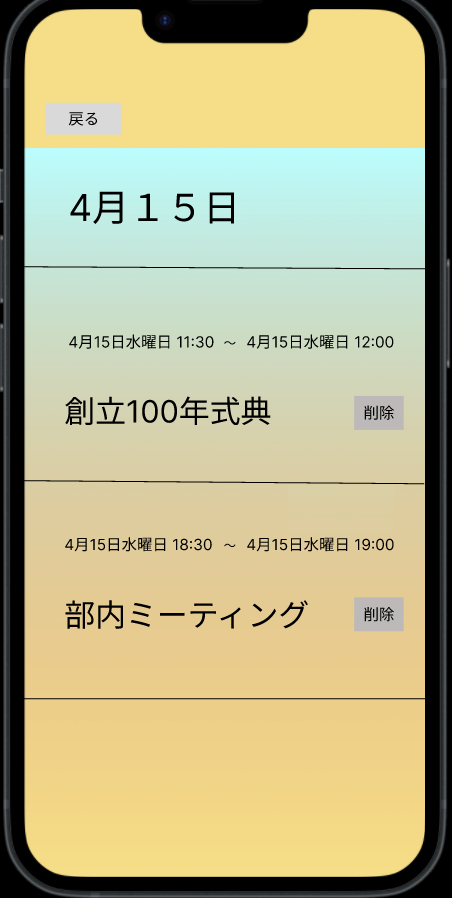 戻る
4月１５日
4月15日水曜日 11:30 ～ 4月15日水曜日 12:00
創立100年式典
削除
4月15日水曜日 18:30 ～ 4月15日水曜日 19:00
部内ミーティング
削除